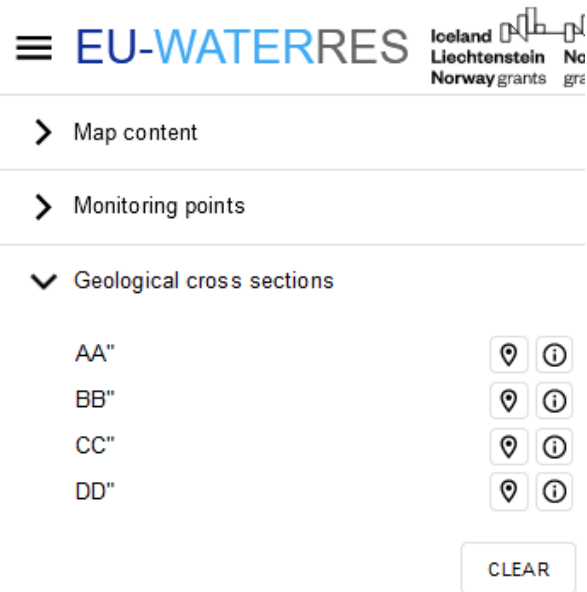 EU-WATERRES
Iceland
Liechtenstein
Norway grants
Map content
Monitoring points
Geological cross sections
AA"
BB"
CC"
DD"
CLEAR